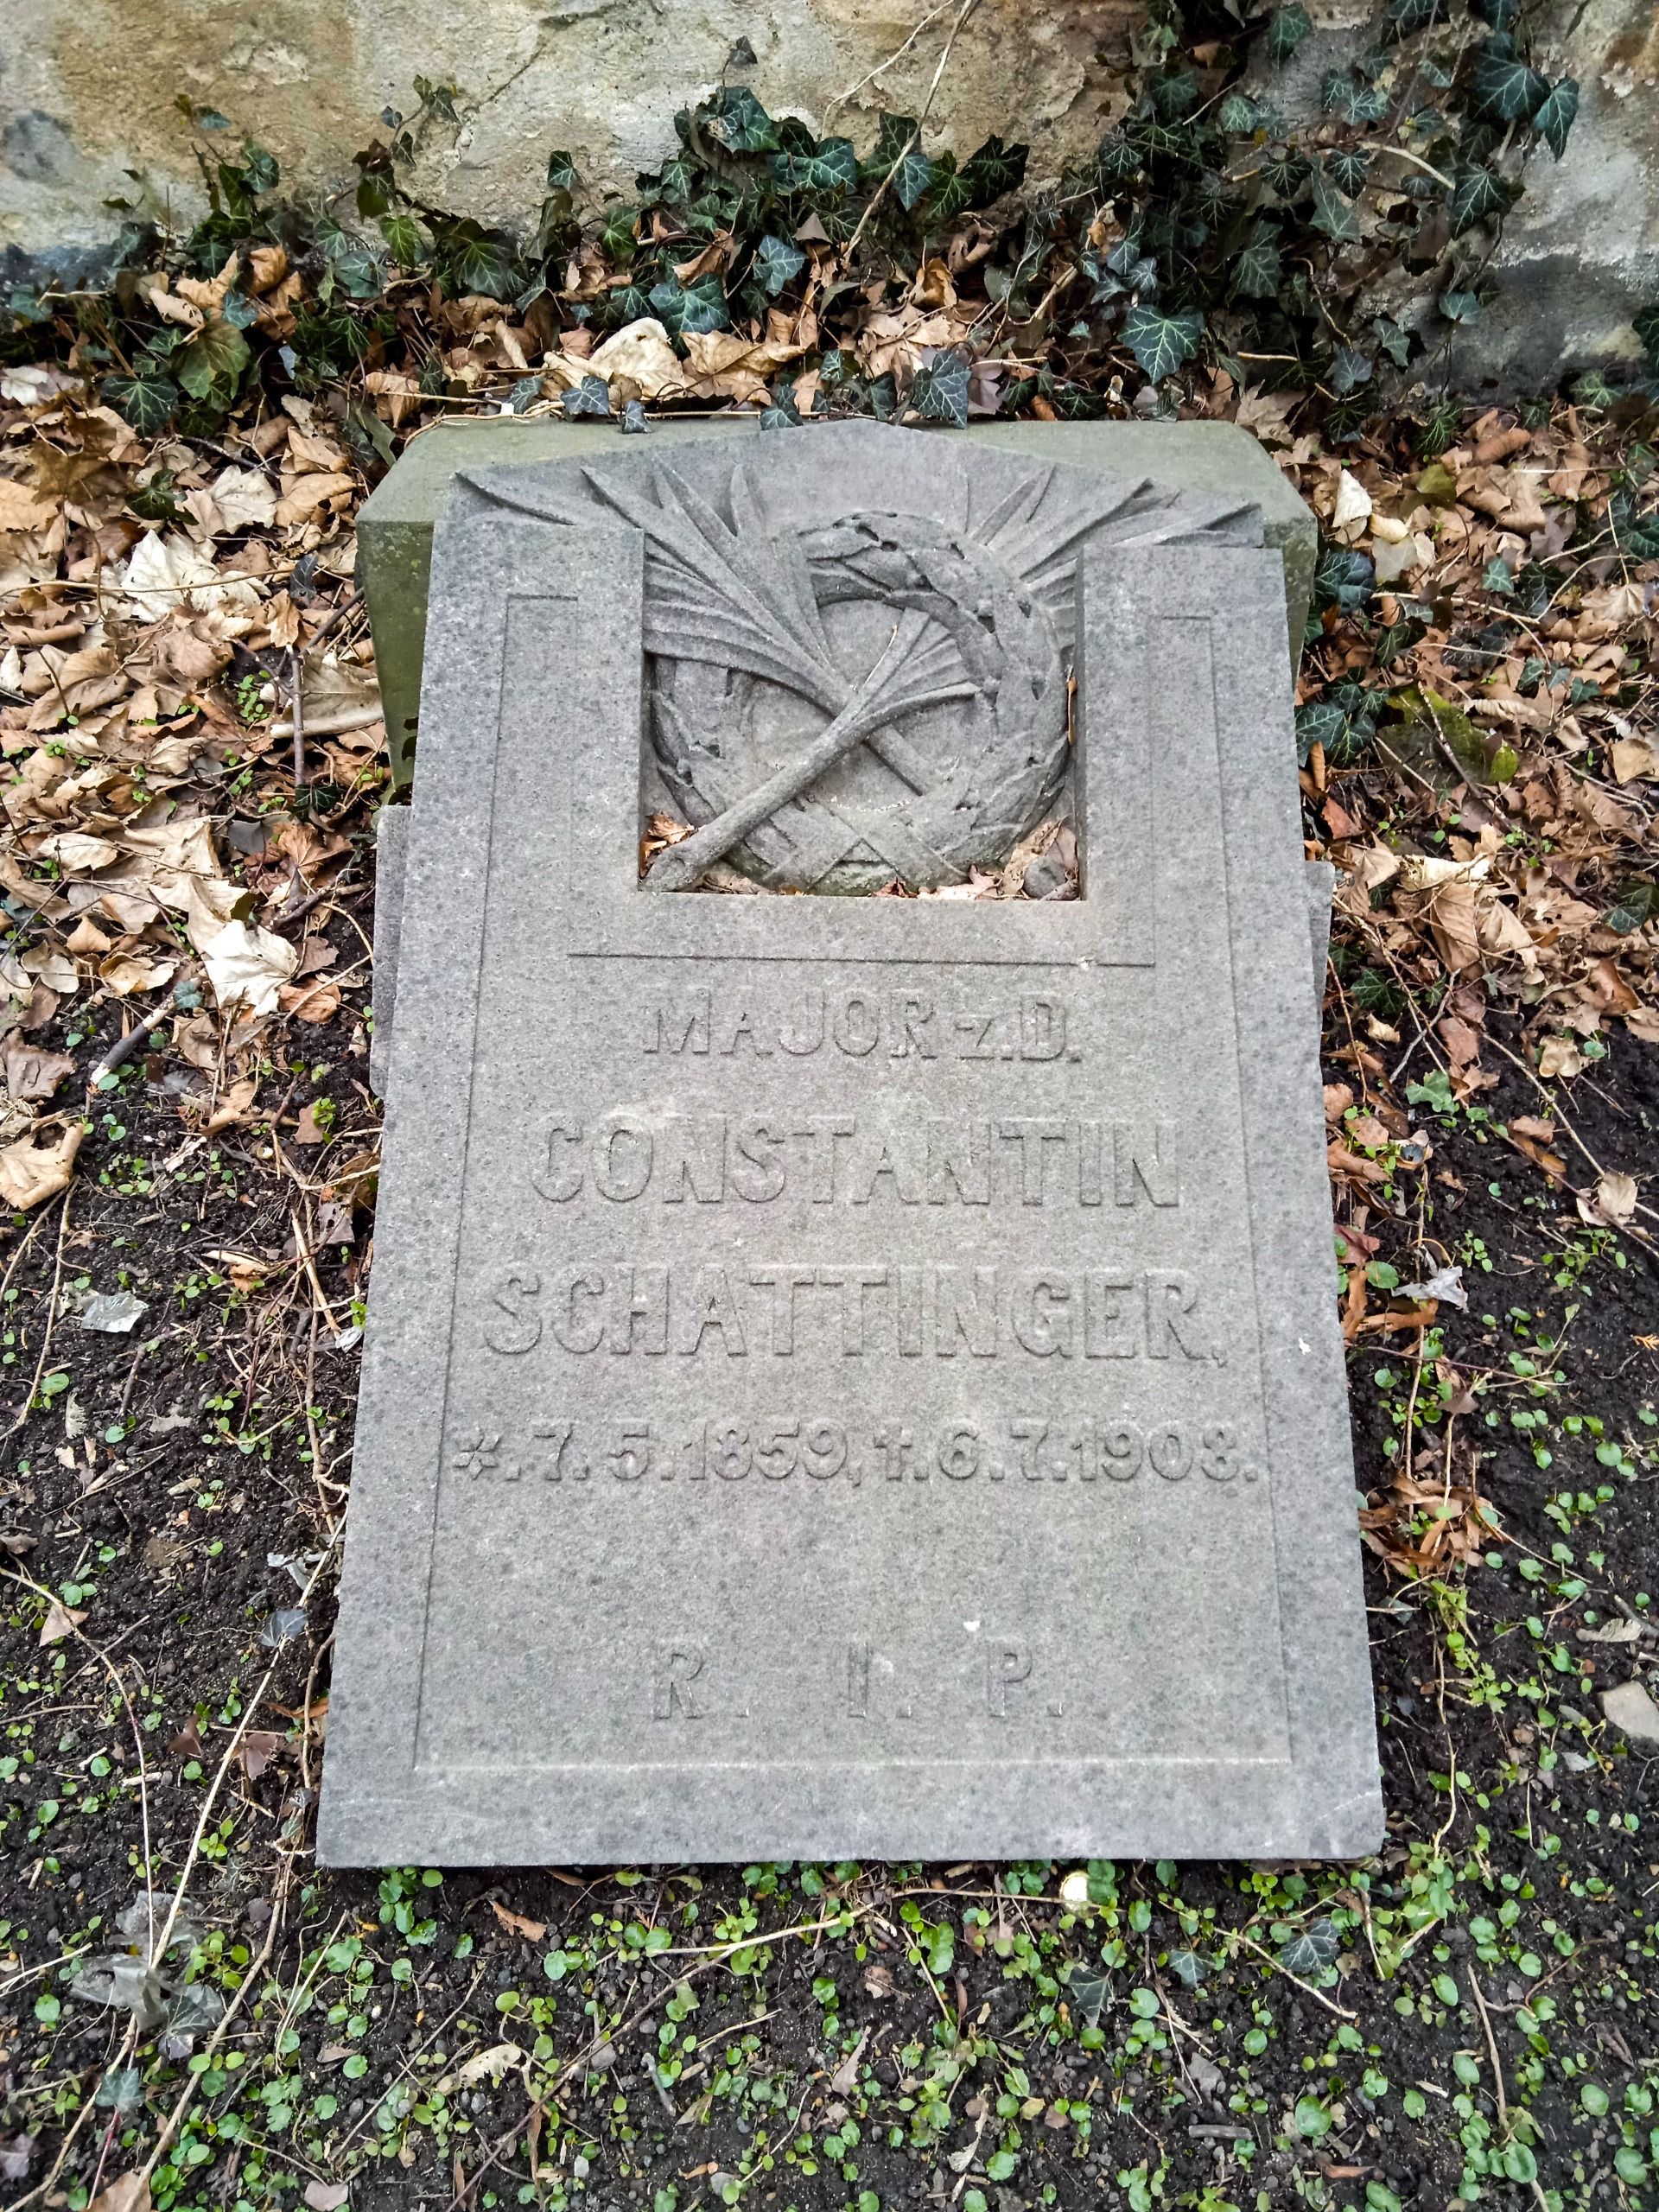 MAJOR z.D.
CONSTANTIN
SCHATTINGER,
*.7.5.1859, †.6.7.1908.
R. I. P.